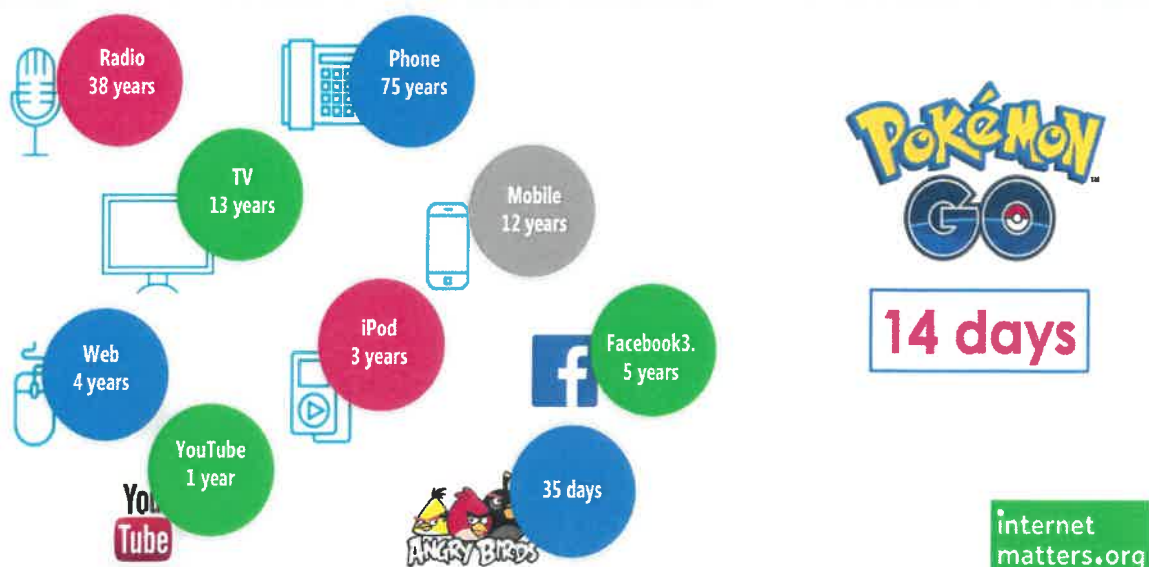 Radio
38 years
Phone
75 years
TV
13 years
Mobile
12 years
Web
4 years
iPod
3 years
Facebook3.
5 years
YouTube
1 year
You
Tube
35 days
ANGRY BIRDS
POKéMON
GO
14 days
internet
matters.org